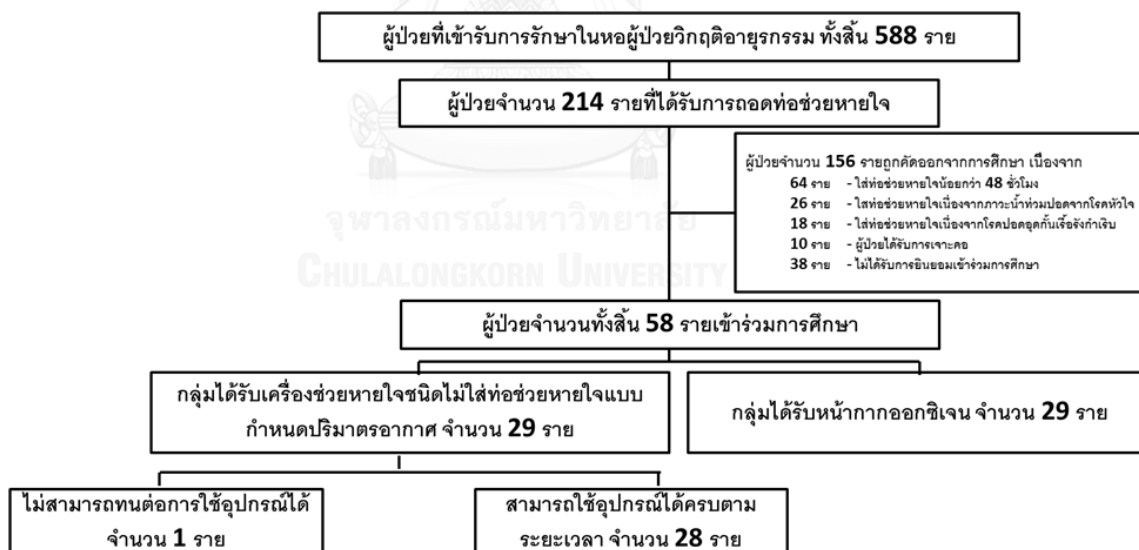 ผู้ป่วยที่เข้ารับการรักษาในหอผู้ป่วยวิกฤติอายุรกรรม ทั้งสิ้น 588 ราย
ผู้ป่วยจำนวน 214 รายที่ได้รับการถอดท่อช่วยหายใจ
ผู้ป่วยจำนวน 156 รายถูกคัดออกจากการศึกษา เนื่องจาก
64 ราย - ใส่ท่อช่วยหายใจน้อยกว่า 48 ชั่วโมง
26 ราย - ใส่ท่อช่วยหายใจเนื่องจากภาวะน้ำท่วมปอดจากโรคหัวใจ
18 ราย - ใส่ท่อช่วยหายใจเนื่องจากโรคปอดอุดกั้นเรื้อรังกำเริบ
10 ราย - ผู้ป่วยได้รับการเจาะคอ
38 ราย - ไม่ได้รับการยินยอมเข้าร่วมการศึกษา
จุฬาลงกรณ์มหาวิทยาลัย
CHULALONGKORN UNIVERSITY
ผู้ป่วยจำนวนทั้งสิ้น 58 รายเข้าร่วมการศึกษา
กลุ่มได้รับเครื่องช่วยหายใจชนิดไม่ใส่ท่อช่วยหายใจแบบ
กำหนดปริมาตรอากาศ จำนวน 29 ราย
กลุ่มได้รับหน้ากากออกซิเจน จำนวน 29 ราย
ไม่สามารถทนต่อการใช้อุปกรณ์ได้
จำนวน 1 ราย
สามารถใช้อุปกรณ์ได้ครบตาม
ระยะเวลา จำนวน 28 ราย